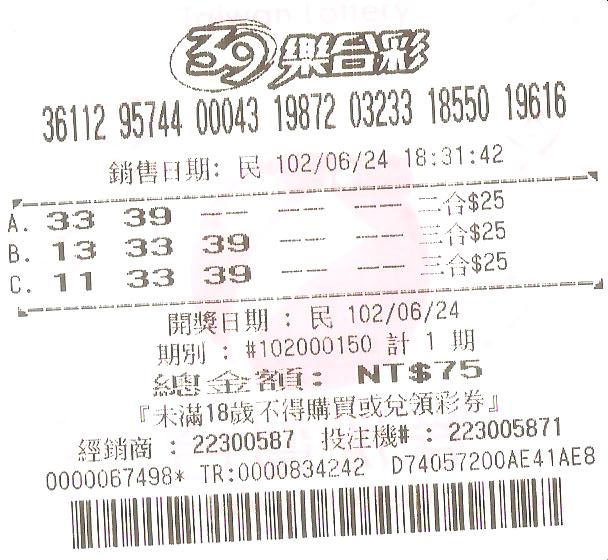 Taiwan Lottery
39樂合彩
36112 95744 00043 19872 03233 18550 19616
銷售日期: 民 102/06/24 18:31:42
A. 33 39 -- -- -- 二合$25
B. 13 33 39 -- -- 三合$25
C. 11 33 39 -- -- 三合$25
開獎日期 : 民 102/06/24
期別 : #102000150 計 1 期
總金額: NT$75
『未滿18歲不得購買或兌領彩券』
經銷商 : 22300587 投注機# : 223005871
0000067498* TR:0000834242 D74057200AE41AE8